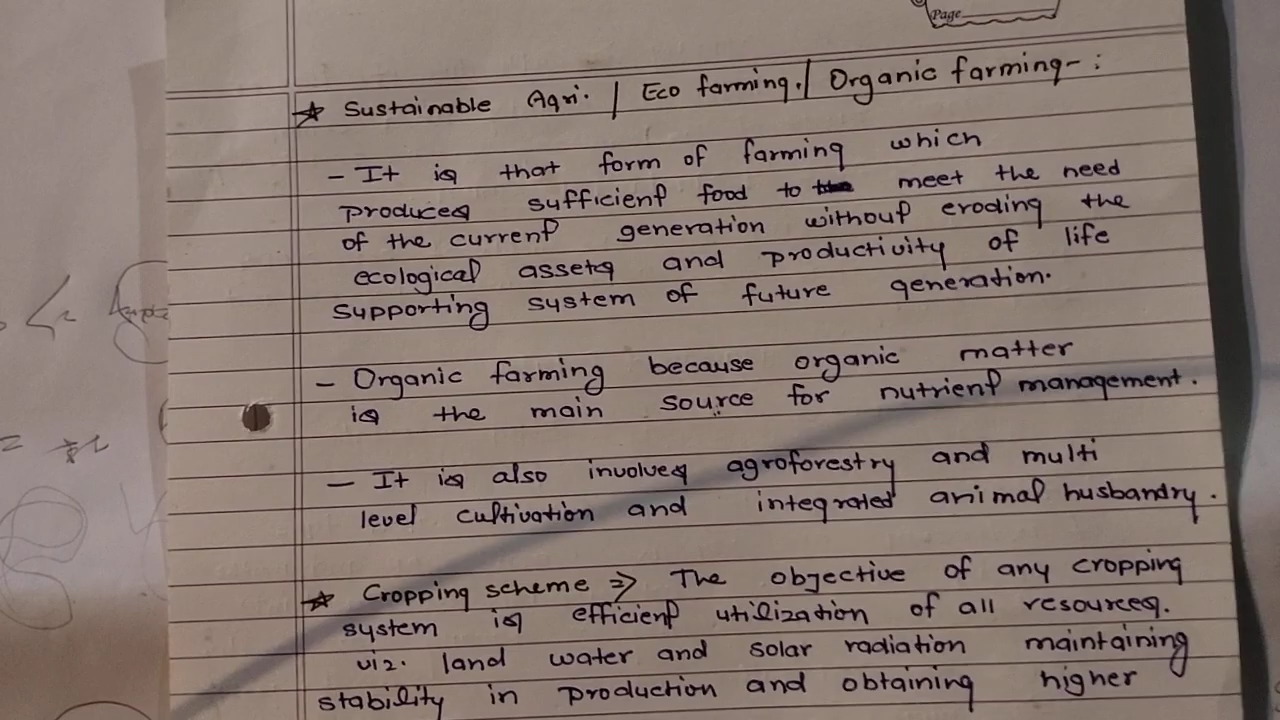 Page
☆ Sustainable Agri. / Eco farming. / Organic farming-:
- It is that form of farming which
produces sufficient food to meet the need
of the current generation without eroding the
ecological assets and productivity of life
supporting system of future generation.
- Organic farming because organic matter
is the main source for nutrient management.
- It is also involves agroforestry and multi
level cultivation and integrated animal husbandry.
☆ Cropping scheme ⇒ The objective of any cropping
system is efficient utilization of all resources.
viz. land water and solar radiation maintaining
stability in production and obtaining higher